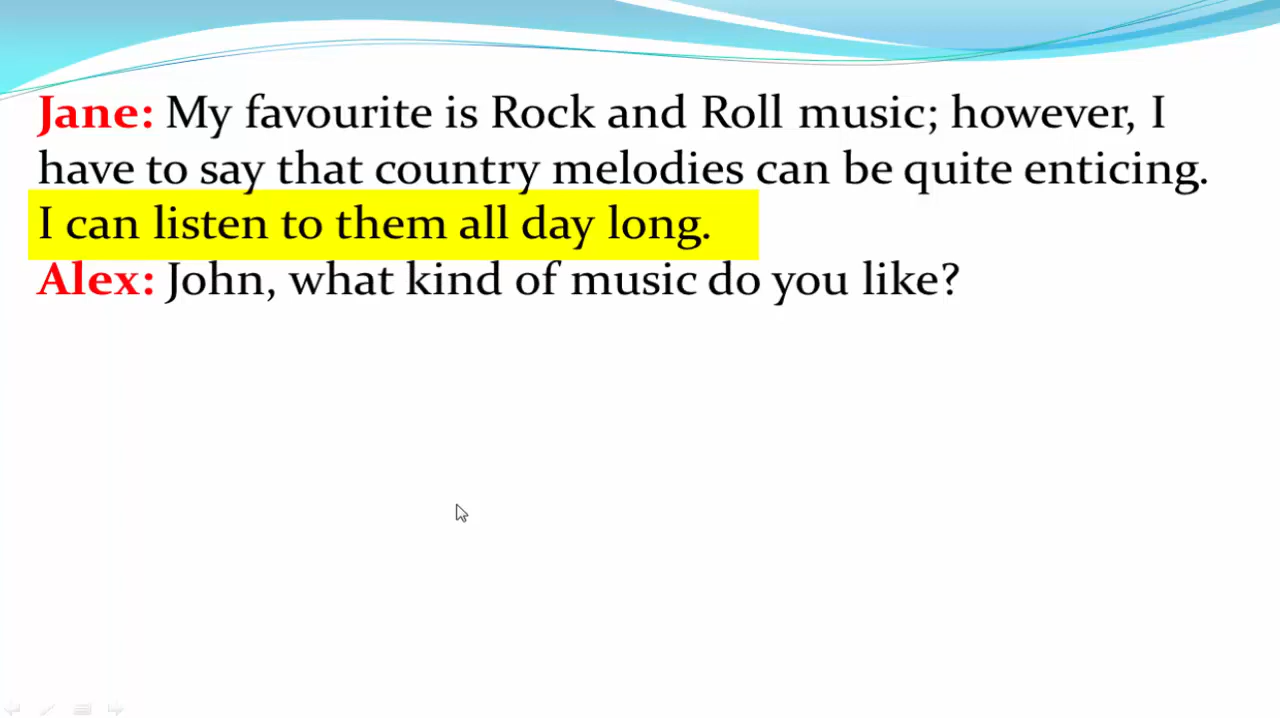 Jane: My favourite is Rock and Roll music; however, I
have to say that country melodies can be quite enticing.
I can listen to them all day long.
Alex: John, what kind of music do you like?